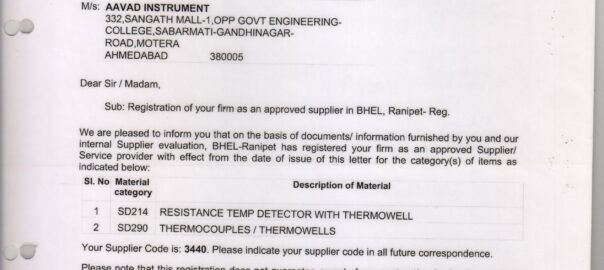 M/s: AAVAD INSTRUMENT
332,SANGATH MALL-1,OPP GOVT ENGINEERING-
COLLEGE,SABARMATI-GANDHINAGAR-
ROAD,MOTERA
AHMEDABAD 380005
Dear Sir / Madam,
Sub: Registration of your firm as an approved supplier in BHEL, Ranipet- Reg.
We are pleased to inform you that on the basis of documents/ information furnished by you and our
internal Supplier evaluation, BHEL-Ranipet has registered your firm as an approved Supplier/
Service provider with effect from the date of issue of this letter for the category(s) of items as
indicated below:
Sl. No Material category Description of Material
1 SD214 RESISTANCE TEMP DETECTOR WITH THERMOWELL
2 SD290 THERMOCOUPLES / THERMOWELLS
Your Supplier Code is: 3440. Please indicate your supplier code in all future correspondence.
Please note that this registration does not